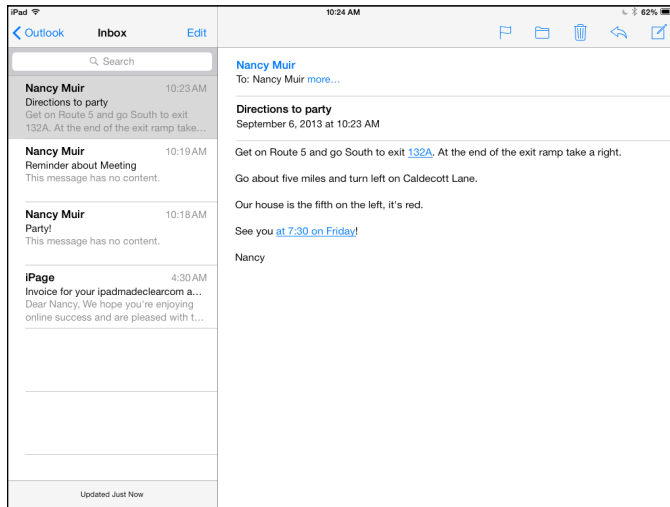 iPad 10:24 AM 62%
Outlook Inbox Edit
Search
Nancy Muir 10:23 AM
Directions to party
Get on Route 5 and go South to exit
132A. At the end of the exit ramp take...
Nancy Muir 10:19 AM
Reminder about Meeting
This message has no content.
Nancy Muir 10:18 AM
Party!
This message has no content.
iPage 4:30 AM
Invoice for your ipadmadeclearcom a...
Dear Nancy, We hope you're enjoying
online success and are pleased with t...
Updated Just Now
Nancy Muir
To: Nancy Muir more...
Directions to party
September 6, 2013 at 10:23 AM
Get on Route 5 and go South to exit 132A. At the end of the exit ramp take a right.
Go about five miles and turn left on Caldecott Lane.
Our house is the fifth on the left, it's red.
See you at 7:30 on Friday!
Nancy